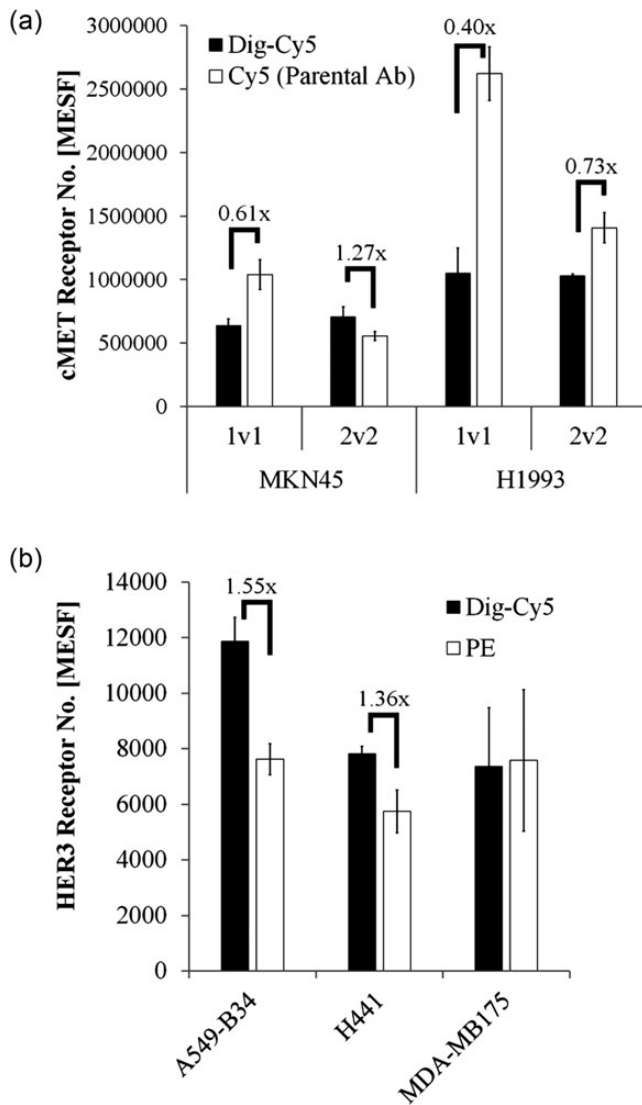 (a)
cMET Receptor No. [MESF]
3000000
2500000
2000000
1500000
1000000
500000
0
Dig-Cy5
Cy5 (Parental Ab)
0.61x
1.27x
0.40x
0.73x
1v1
2v2
1v1
2v2
MKN45
H1993
(b)
HER3 Receptor No. [MESF]
14000
12000
10000
8000
6000
4000
2000
0
1.55x
1.36x
Dig-Cy5
PE
A549-B34
H441
MDA-MB175